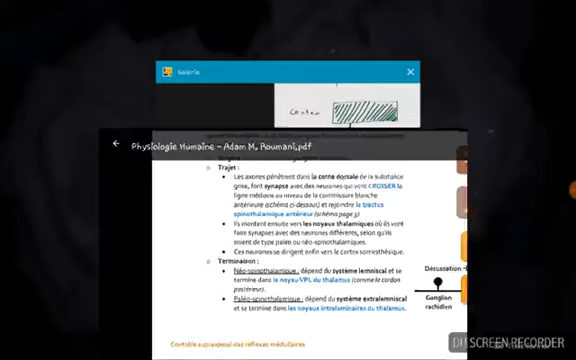 Galerie
Cortex
Physiologie Humaine - Adam M, Roumani.pdf
Trajet :
Les axones pénètrent dans la corne dorsale de la substance
grise, font synapse avec des neurones qui vont CROISER la
ligne médiane au niveau de la commissure blanche
antérieure (schéma ci-dessous) et rejoindre le tractus
spinothalamique antérieur (schéma page 3)
Ils montent ensuite vers les noyaux thalamiques où ils vont
faire synapses avec des neurones différents, selon qu'ils
soient de type paléo ou néo-spinothalamiques.
Ces neurones se dirigent enfin vers le cortex somesthésique.
Terminaison :
Néo-spinothalamique : dépend du système lemniscal et se
termine dans le noyau VPL du thalamus (comme le cordon
postérieur).
Paléo-spinothalamique : dépend du système extralemniscal
et se termine dans les noyaux intralaminaires du thalamus.
Décussation
Ganglion
rachidien
Contrôle supraspinal des réflexes médullaires
DU SCREEN RECORDER